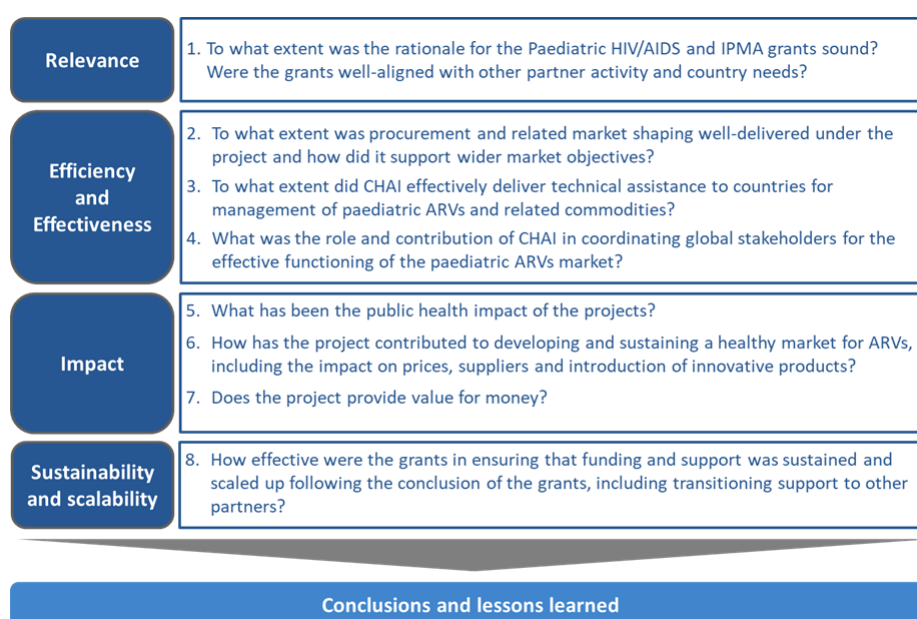 Relevance
1. To what extent was the rationale for the Paediatric HIV/AIDS and IPMA grants sound?
Were the grants well-aligned with other partner activity and country needs?
Efficiency
and
Effectiveness
2. To what extent was procurement and related market shaping well-delivered under the
project and how did it support wider market objectives?
3. To what extent did CHAI effectively deliver technical assistance to countries for
management of paediatric ARVs and related commodities?
4. What was the role and contribution of CHAI in coordinating global stakeholders for the
effective functioning of the paediatric ARVs market?
Impact
5. What has been the public health impact of the projects?
6. How has the project contributed to developing and sustaining a healthy market for ARVs,
including the impact on prices, suppliers and introduction of innovative products?
7. Does the project provide value for money?
Sustainability
and scalability
8. How effective were the grants in ensuring that funding and support was sustained and
scaled up following the conclusion of the grants, including transitioning support to other
partners?
Conclusions and lessons learned